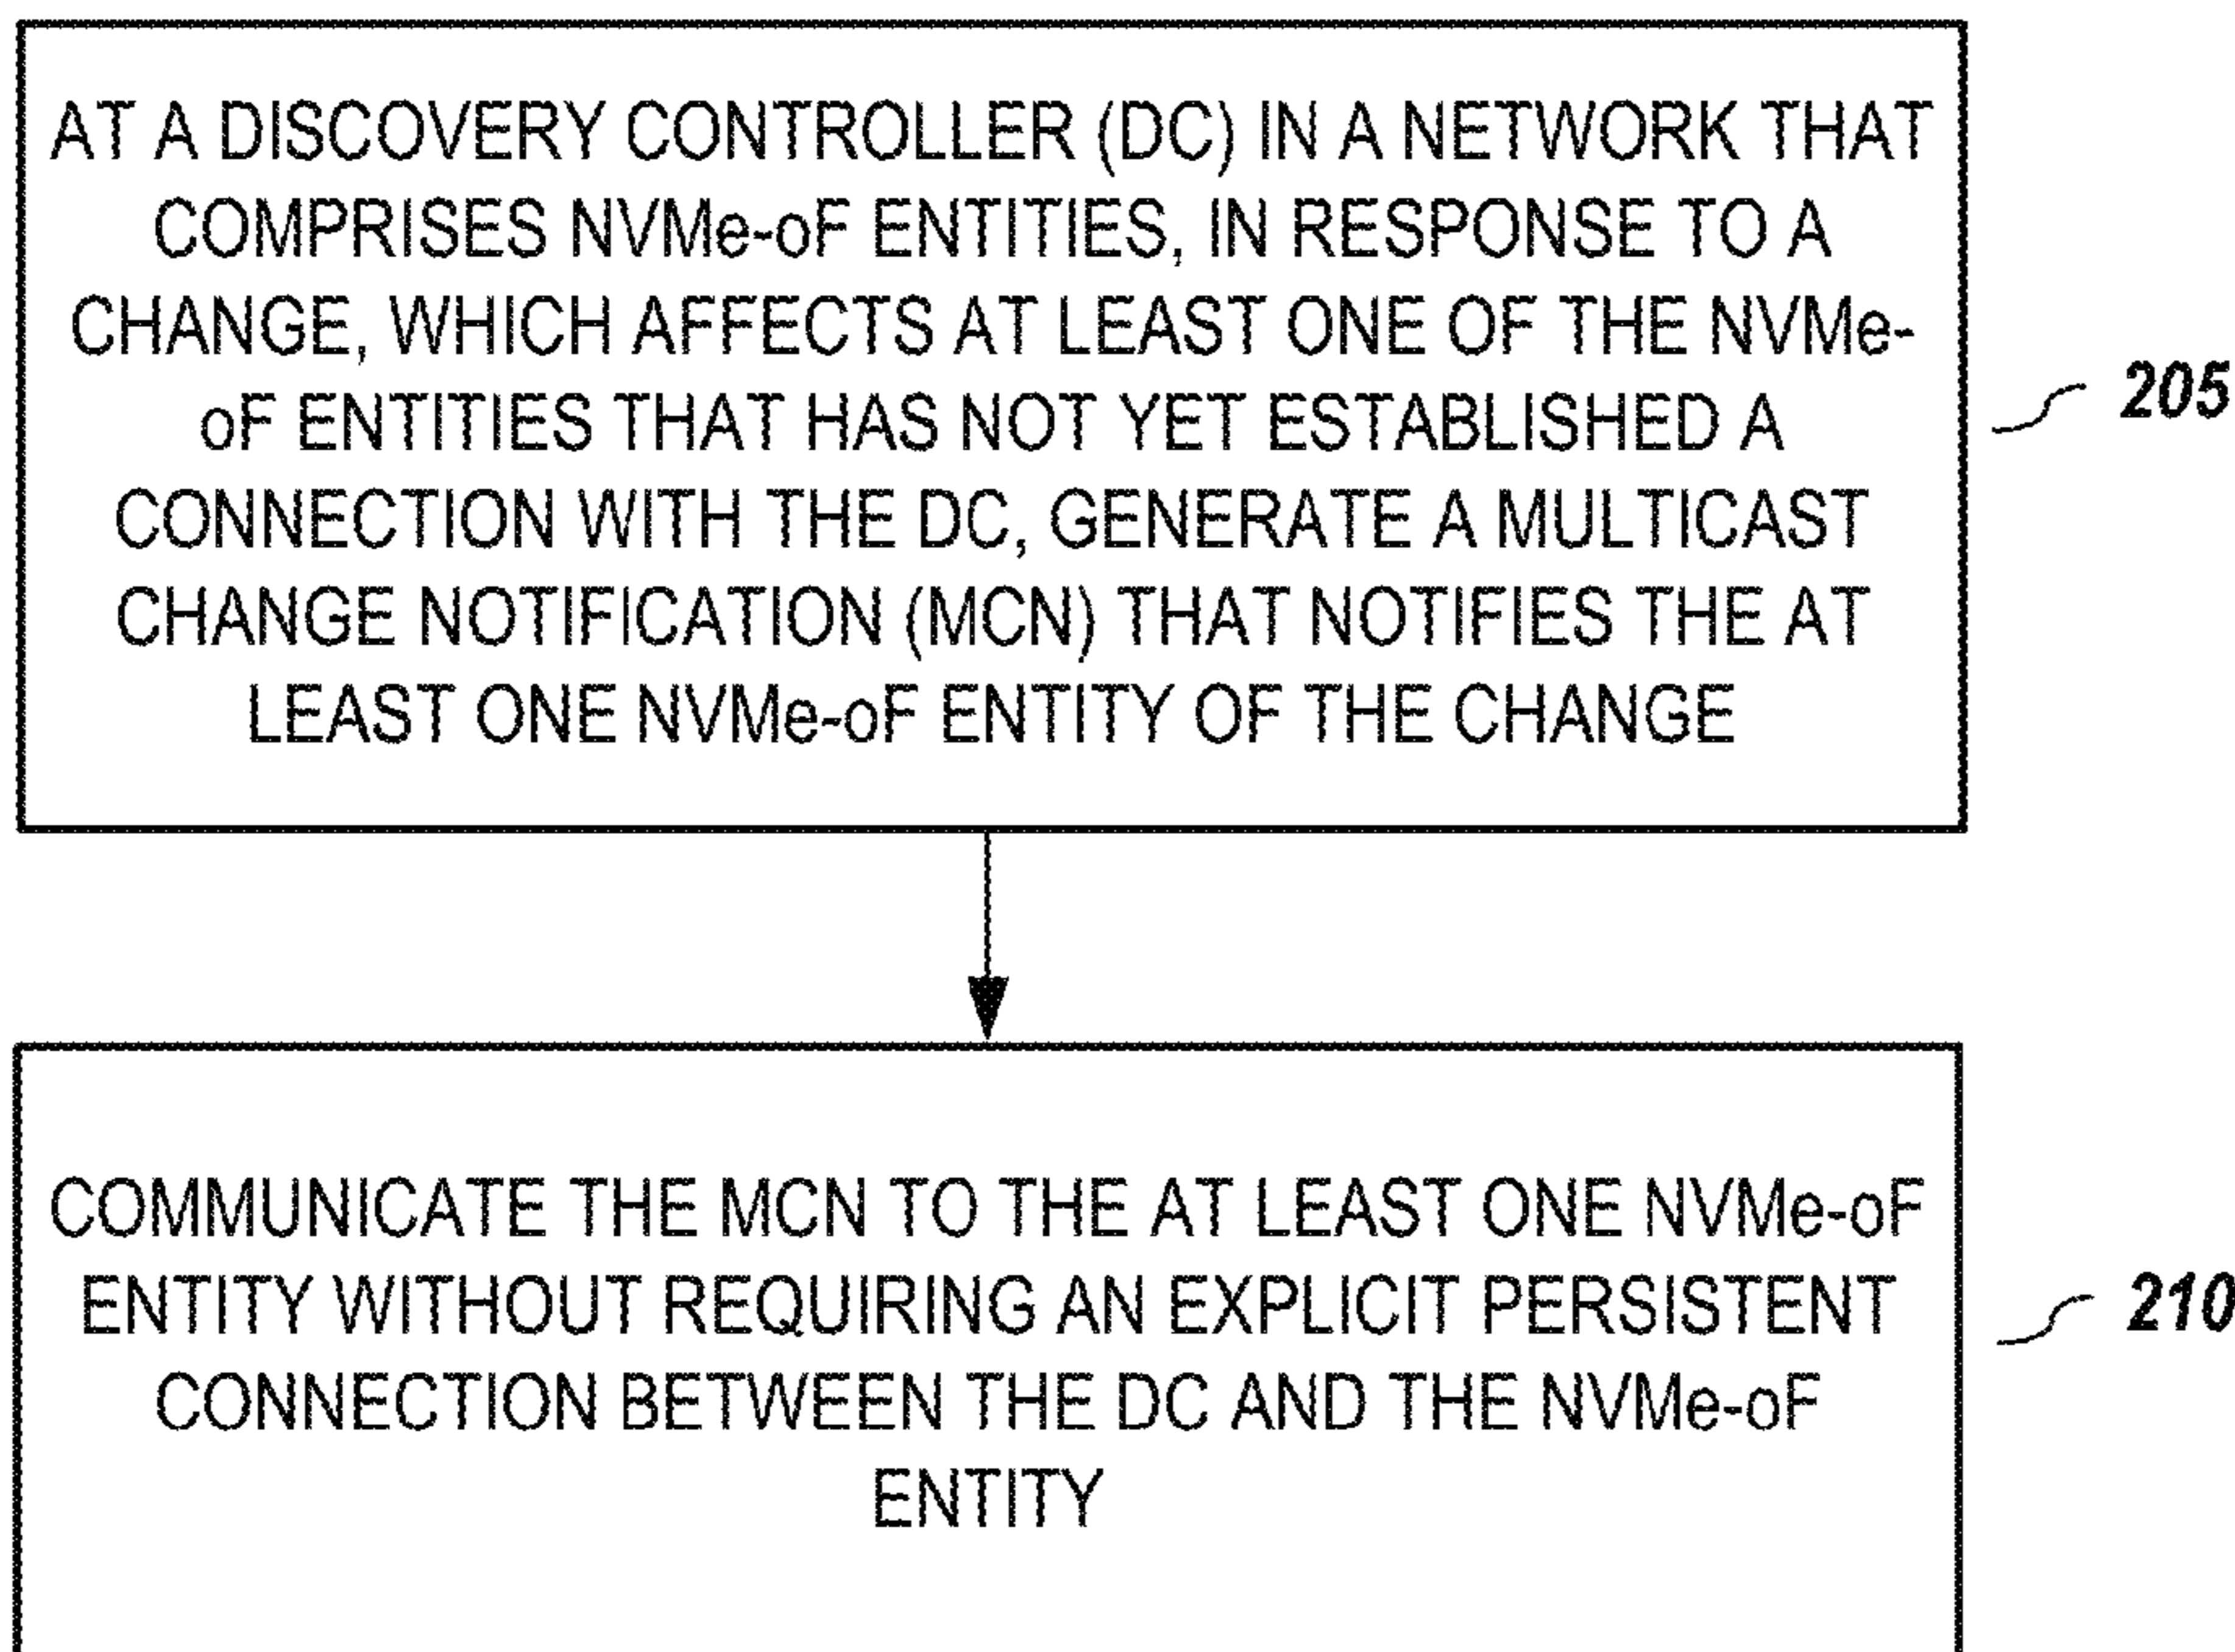 AT A DISCOVERY CONTROLLER (DC) IN A NETWORK THAT
COMPRISES NVMe-oF ENTITIES, IN RESPONSE TO A
CHANGE, WHICH AFFECTS AT LEAST ONE OF THE NVMe-
oF ENTITIES THAT HAS NOT YET ESTABLISHED A
CONNECTION WITH THE DC, GENERATE A MULTICAST
CHANGE NOTIFICATION (MCN) THAT NOTIFIES THE AT
LEAST ONE NVMe-oF ENTITY OF THE CHANGE
205
COMMUNICATE THE MCN TO THE AT LEAST ONE NVMe-oF
ENTITY WITHOUT REQUIRING AN EXPLICIT PERSISTENT
CONNECTION BETWEEN THE DC AND THE NVMe-oF
ENTITY
210